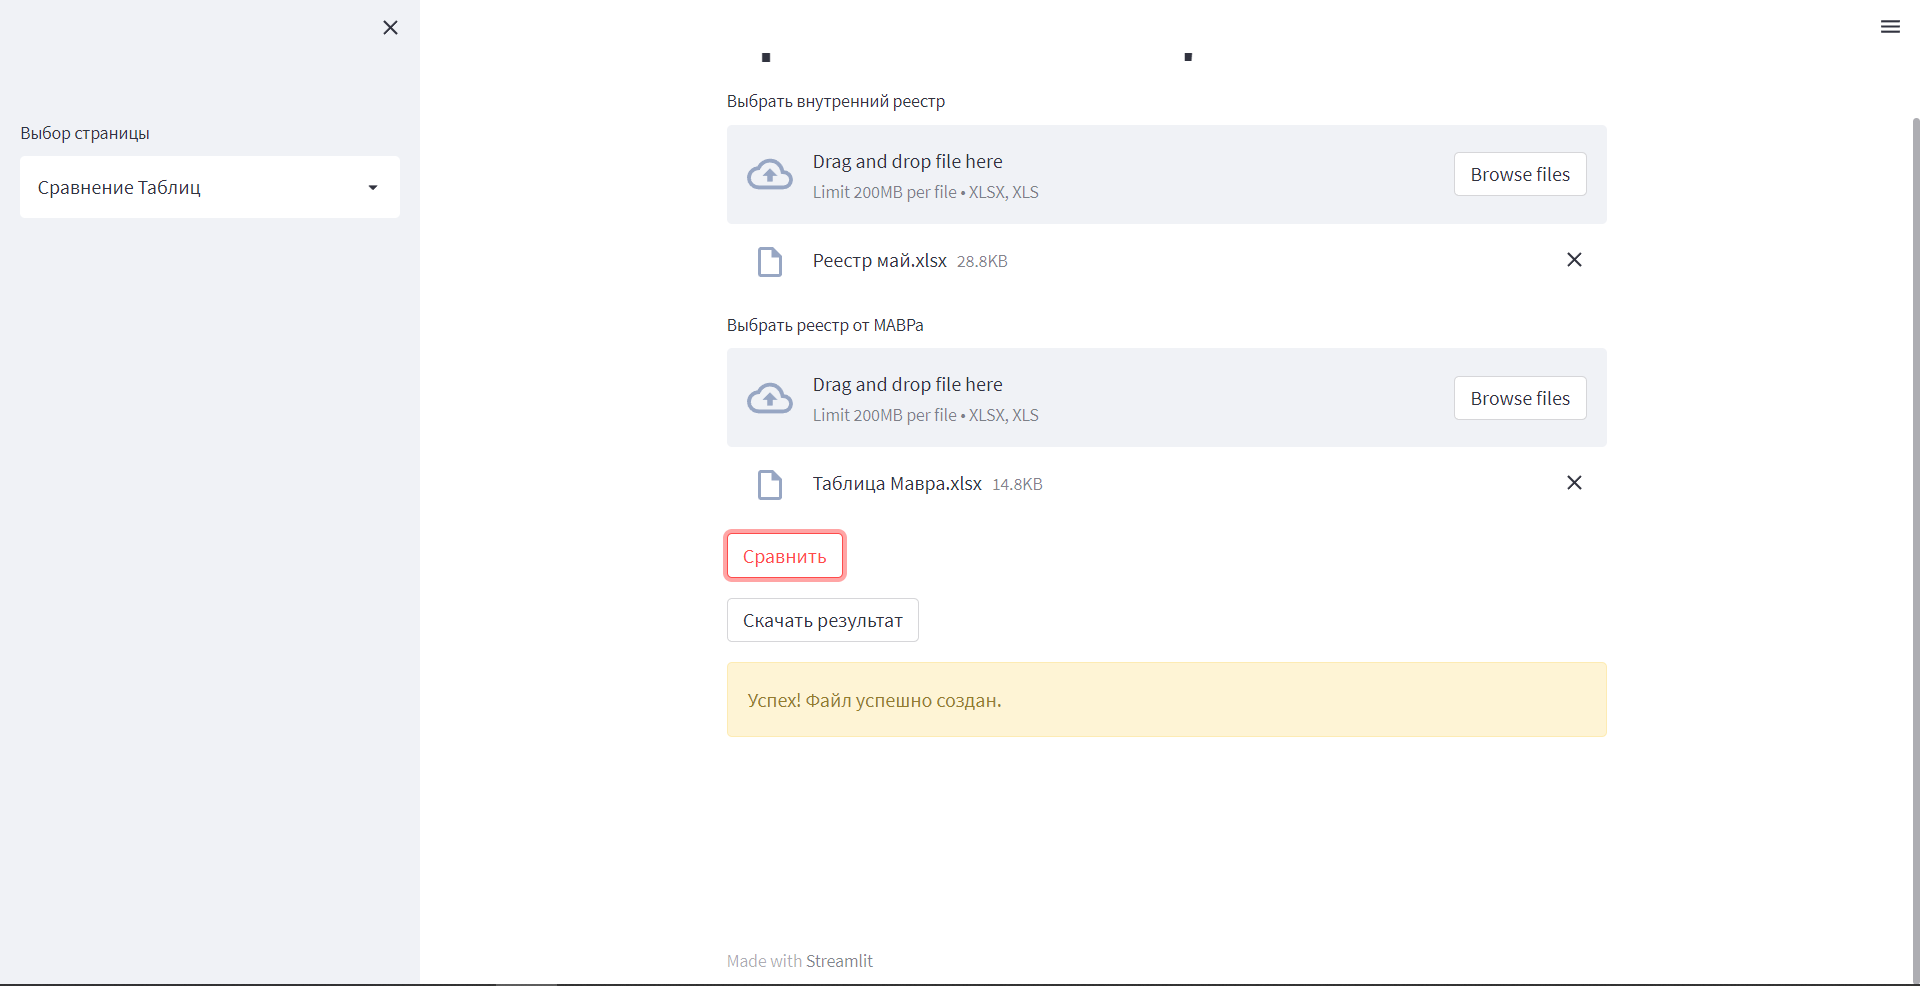 Выбор страницы
Сравнение Таблиц
Выбрать внутренний реестр
Drag and drop file here
Limit 200MB per file • XLSX, XLS
Browse files
Реестр май.xlsx 28.8KB
Выбрать реестр от МАВРа
Drag and drop file here
Limit 200MB per file • XLSX, XLS
Browse files
Таблица Мавра.xlsx 14.8KB
Сравнить
Скачать результат
Успех! Файл успешно создан.
Made with Streamlit